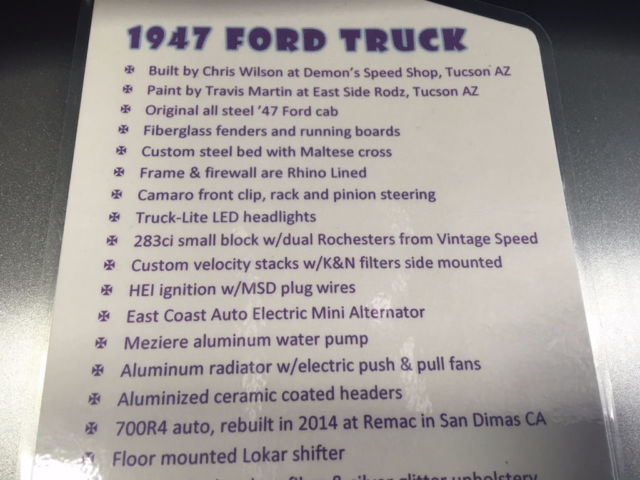 1947 FORD TRUCK
✠ Built by Chris Wilson at Demon's Speed Shop, Tucson AZ
✠ Paint by Travis Martin at East Side Rodz, Tucson AZ
✠ Original all steel '47 Ford cab
✠ Fiberglass fenders and running boards
✠ Custom steel bed with Maltese cross
✠ Frame & firewall are Rhino Lined
✠ Camaro front clip, rack and pinion steering
✠ Truck-Lite LED headlights
✠ 283ci small block w/dual Rochesters from Vintage Speed
✠ Custom velocity stacks w/K&N filters side mounted
✠ HEI ignition w/MSD plug wires
✠ East Coast Auto Electric Mini Alternator
✠ Meziere aluminum water pump
✠ Aluminum radiator w/electric push & pull fans
✠ Aluminized ceramic coated headers
✠ 700R4 auto, rebuilt in 2014 at Remac in San Dimas CA
✠ Floor mounted Lokar shifter
& silver glitter upholstery